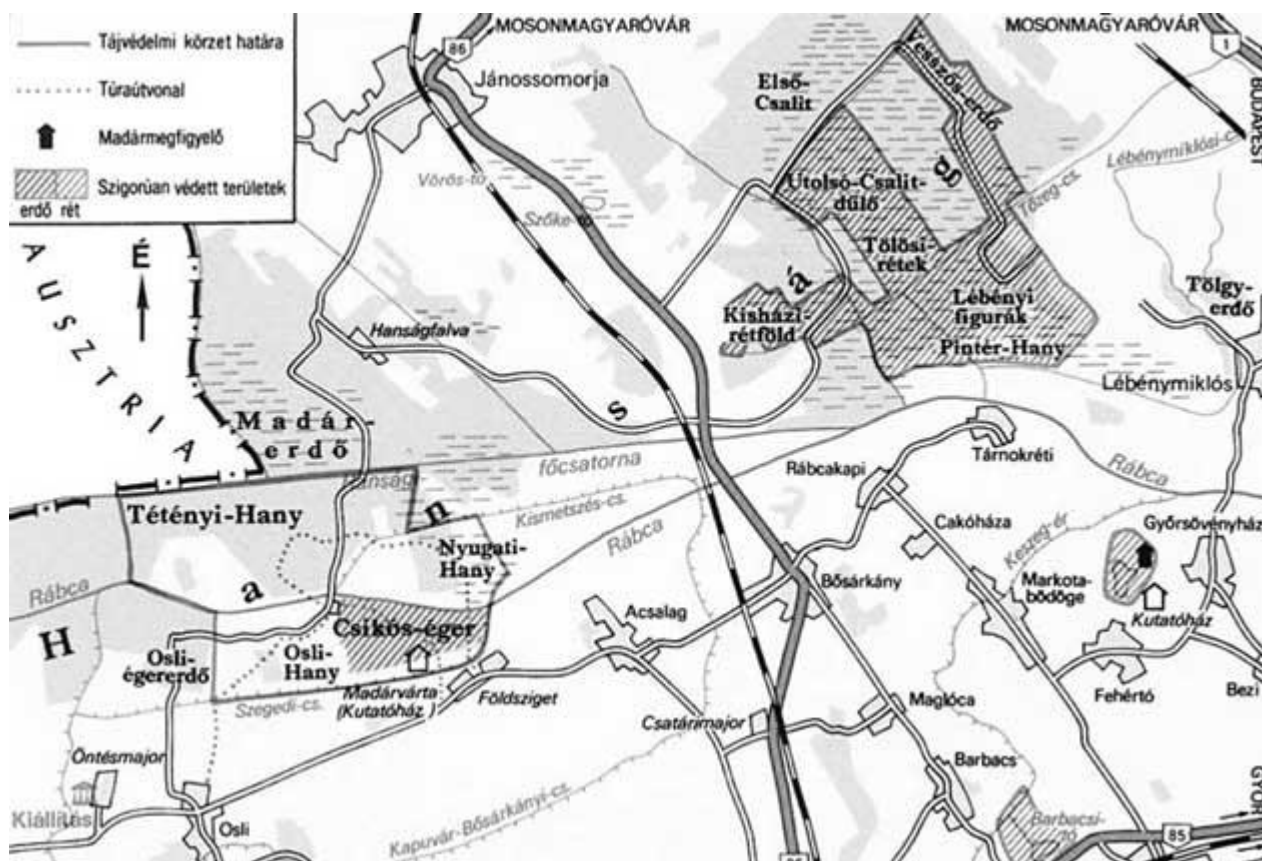 Tájvédelmi körzet határa
Túraútvonal
Madármegfigyelő
Szigorúan védett területek
erdő rét
AUSZTRIA
É
86
MOSONMAGYARÓVÁR
MOSONMAGYARÓVÁR
1
BUDAPEST
Jánossomorja
Vörös-tó
Szőke-tó
Első-
Csalit
Vesszős-erdő
Utolsó-Csalit-
dűlő
Tölösi-
rétek
g
á
Kisházi-
rétföld
Lébényi
figurák
Pintér-Hany
Tőzeg-cs.
Lébénymiklósi-c
Tölgy-
erdő
Lébénymiklós
Hanságfalva
s
Madár-
erdő
Hanság
főcsatorna
Tétényi-Hany
n
Kismetszés-cs.
Nyugati-
Hany
Rábca
Rábca
Rábca
a
H
Csikós-éger
Osli-
Hany
Osli-
égererdő
Madárvárta
(Kutatóház)
Földsziget
Szegedi-cs.
Acsalag
Bősárkány
Rábcakapi
Tárnokréti
Cakóháza
Keszeg-ér
Markota-
bödöge
Győrsövényház
Kutatóház
Fehértó
Bezi
Maglóca
Csatárimajor
Barbacs
Barbacsi-
tó
Öntésmajor
Kiállítás
Osli
Kapuvár-Bősárkányi-cs.
85
GYŐR